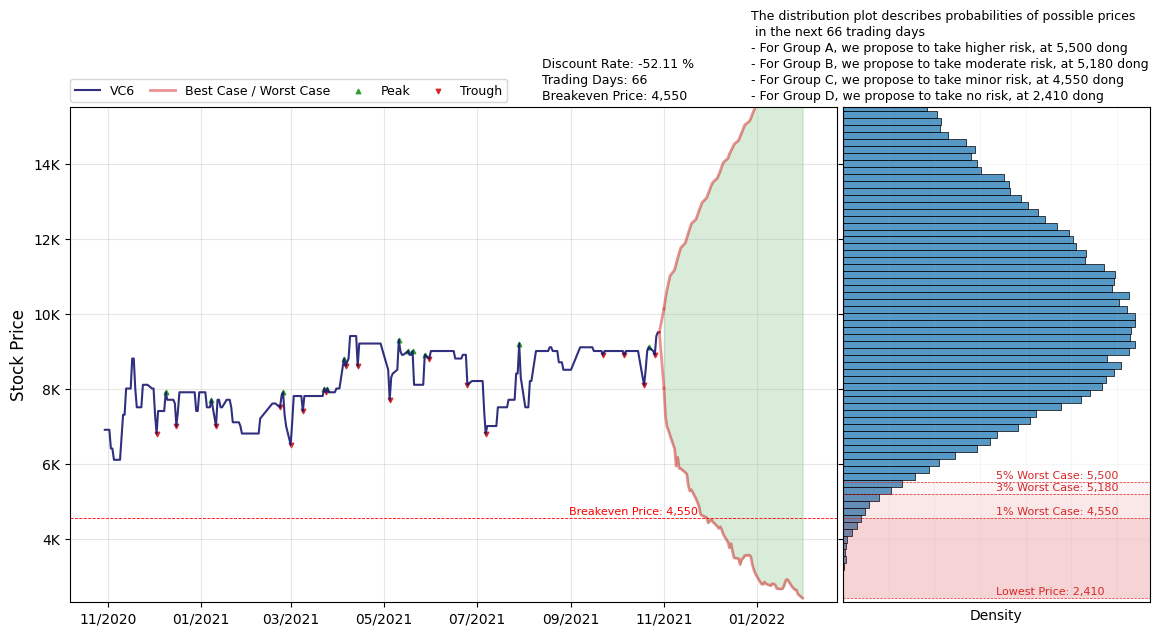 The distribution plot describes probabilities of possible prices
in the next 66 trading days
- For Group A, we propose to take higher risk, at 5,500 dong
- For Group B, we propose to take moderate risk, at 5,180 dong
- For Group C, we propose to take minor risk, at 4,550 dong
- For Group D, we propose to take no risk, at 2,410 dong
Discount Rate: -52.11 %
Trading Days: 66
Breakeven Price: 4,550
VC6
Best Case / Worst Case
Peak
Trough
Stock Price
14K
12K
10K
8K
6K
4K
Breakeven Price: 4,550
5% Worst Case: 5,500
3% Worst Case: 5,180
1% Worst Case: 4,550
Lowest Price: 2,410
11/2020
01/2021
03/2021
05/2021
07/2021
09/2021
11/2021
01/2022
Density